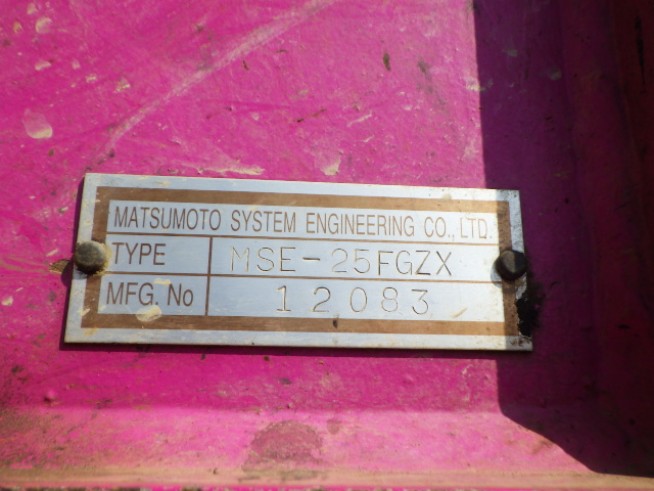 MATSUMOTO SYSTEM ENGINEERING CO., LTD.
TYPE MSE-25FGZX
MFG. No 12083